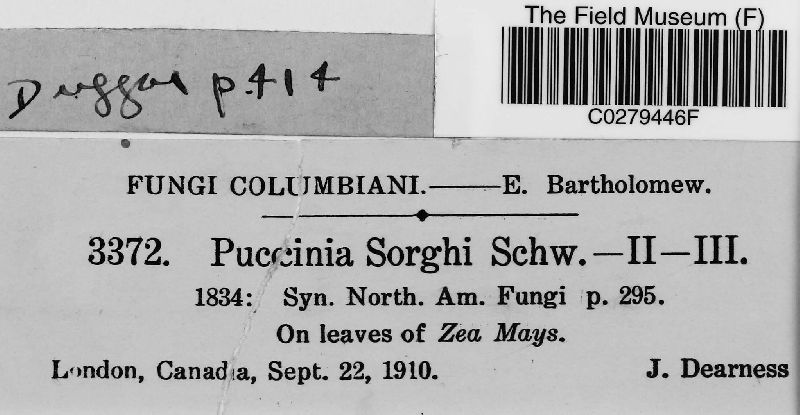 The Field Museum (F)
C0279446F
Duggar p. 414
FUNGI COLUMBIANI.——E. Bartholomew.
3372. Puccinia Sorghi Schw.—II—III.
1834: Syn. North. Am. Fungi p. 295.
On leaves of Zea Mays.
London, Canada, Sept. 22, 1910. J. Dearness